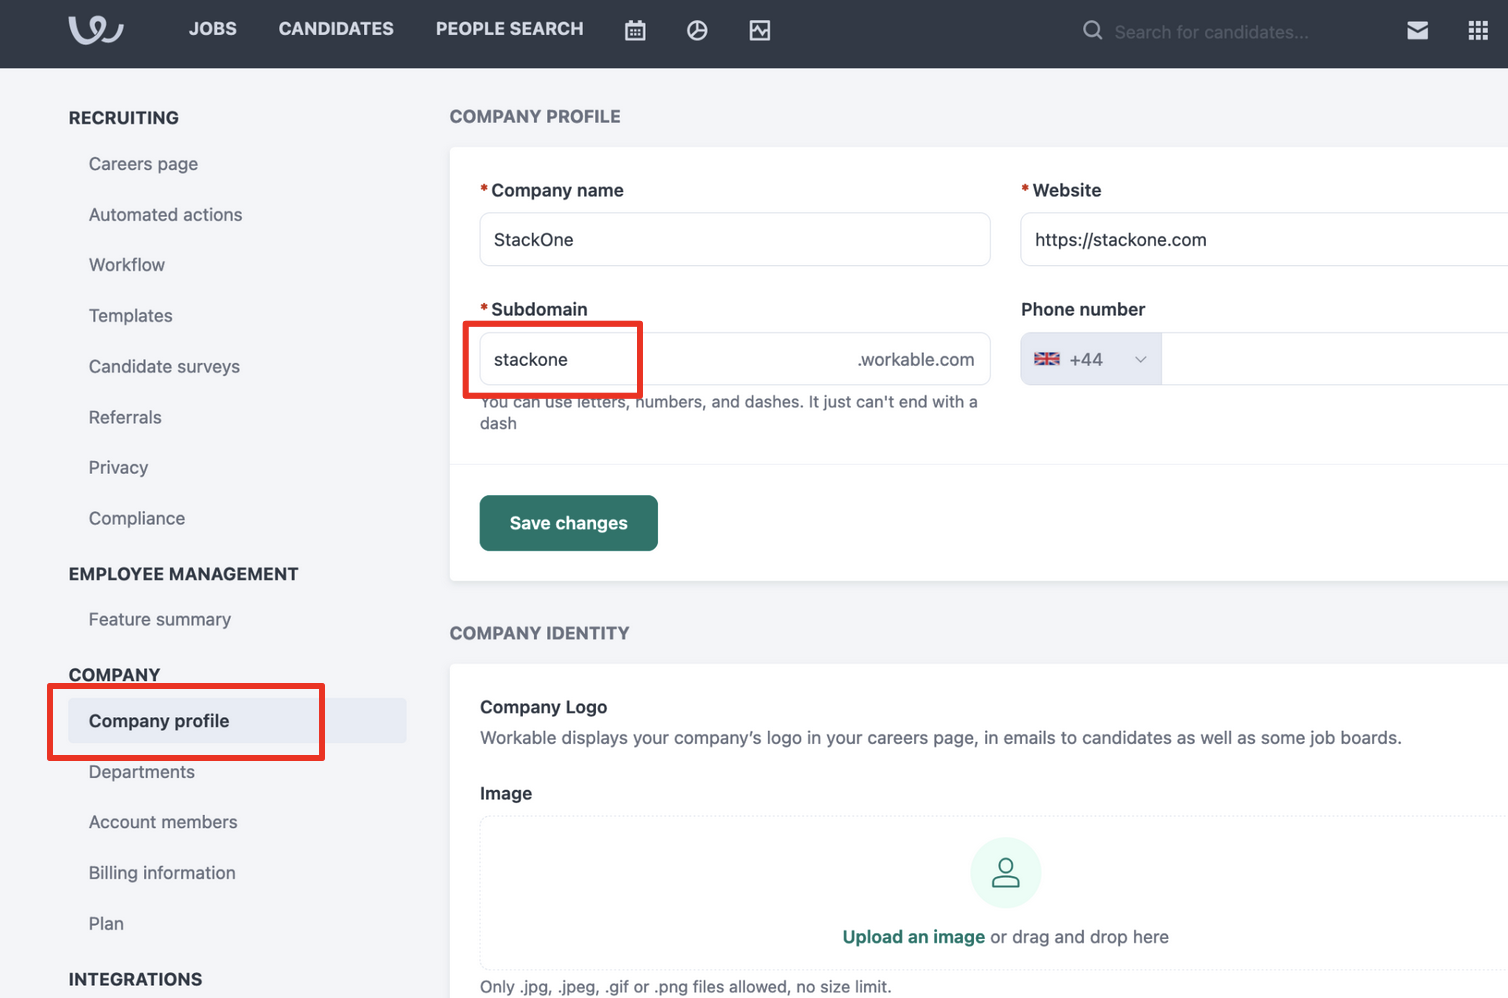 JOBS CANDIDATES PEOPLE SEARCH Search for candidates...
RECRUITING
Careers page
Automated actions
Workflow
Templates
Candidate surveys
Referrals
Privacy
Compliance
EMPLOYEE MANAGEMENT
Feature summary
COMPANY
Company profile
Departments
Account members
Billing information
Plan
INTEGRATIONS
COMPANY PROFILE
* Company name
StackOne
* Website
https://stackone.com
* Subdomain
stackone .workable.com
You can use letters, numbers, and dashes. It just can't end with a
dash
Phone number
+44
Save changes
COMPANY IDENTITY
Company Logo
Workable displays your company’s logo in your careers page, in emails to candidates as well as some job boards.
Image
Upload an image or drag and drop here
Only .jpg, .jpeg, .gif or .png files allowed, no size limit.